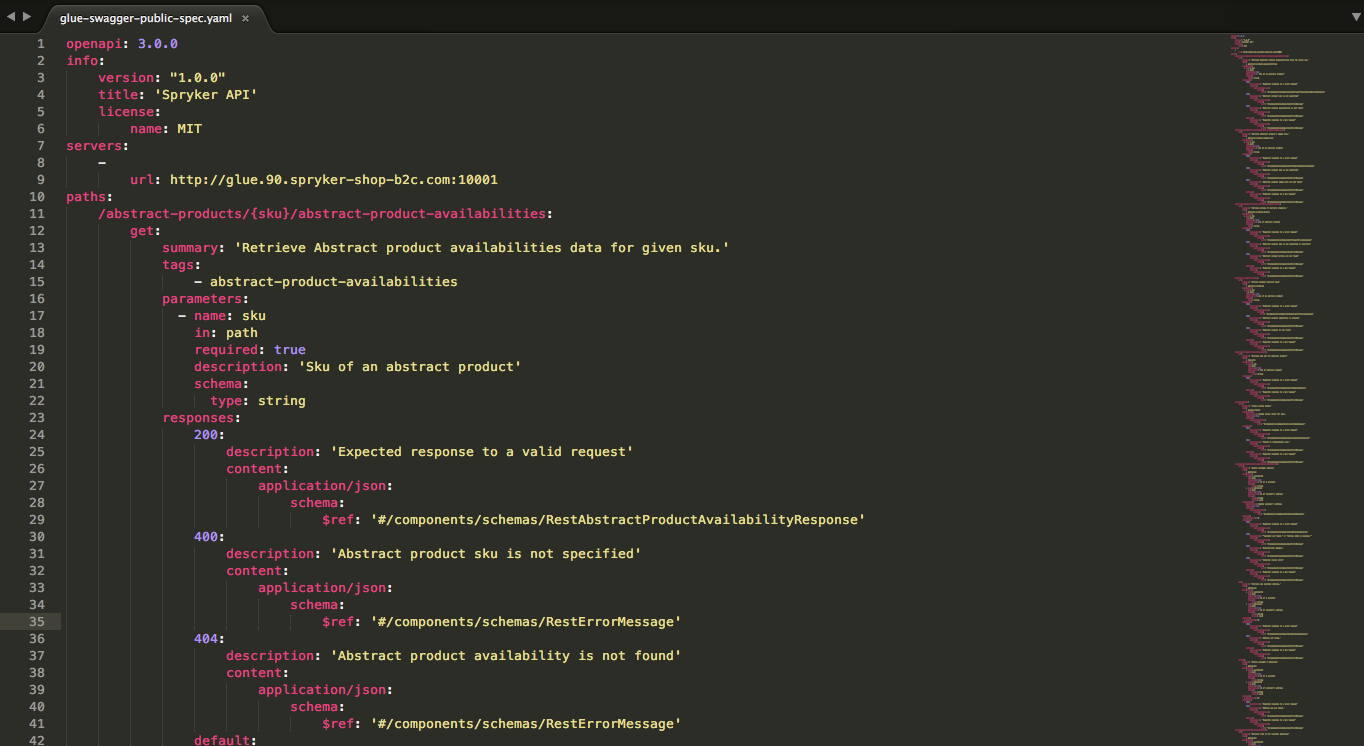 glue-swagger-public-spec.yaml ×
1 openapi: 3.0.0
2 info:
3     version: "1.0.0"
4     title: 'Spryker API'
5     license:
6         name: MIT
7 servers:
8     -
9         url: http://glue.90.spryker-shop-b2c.com:10001
10 paths:
11     /abstract-products/{sku}/abstract-product-availabilities:
12         get:
13             summary: 'Retrieve Abstract product availabilities data for given sku.'
14             tags:
15                 - abstract-product-availabilities
16             parameters:
17               - name: sku
18                 in: path
19                 required: true
20                 description: 'Sku of an abstract product'
21                 schema:
22                   type: string
23             responses:
24                 200:
25                     description: 'Expected response to a valid request'
26                     content:
27                         application/json:
28                             schema:
29                                 $ref: '#/components/schemas/RestAbstractProductAvailabilityResponse'
30                 400:
31                     description: 'Abstract product sku is not specified'
32                     content:
33                         application/json:
34                             schema:
35                                 $ref: '#/components/schemas/RestErrorMessage'
36                 404:
37                     description: 'Abstract product availability is not found'
38                     content:
39                         application/json:
40                             schema:
41                                 $ref: '#/components/schemas/RestErrorMessage'
42                 default: